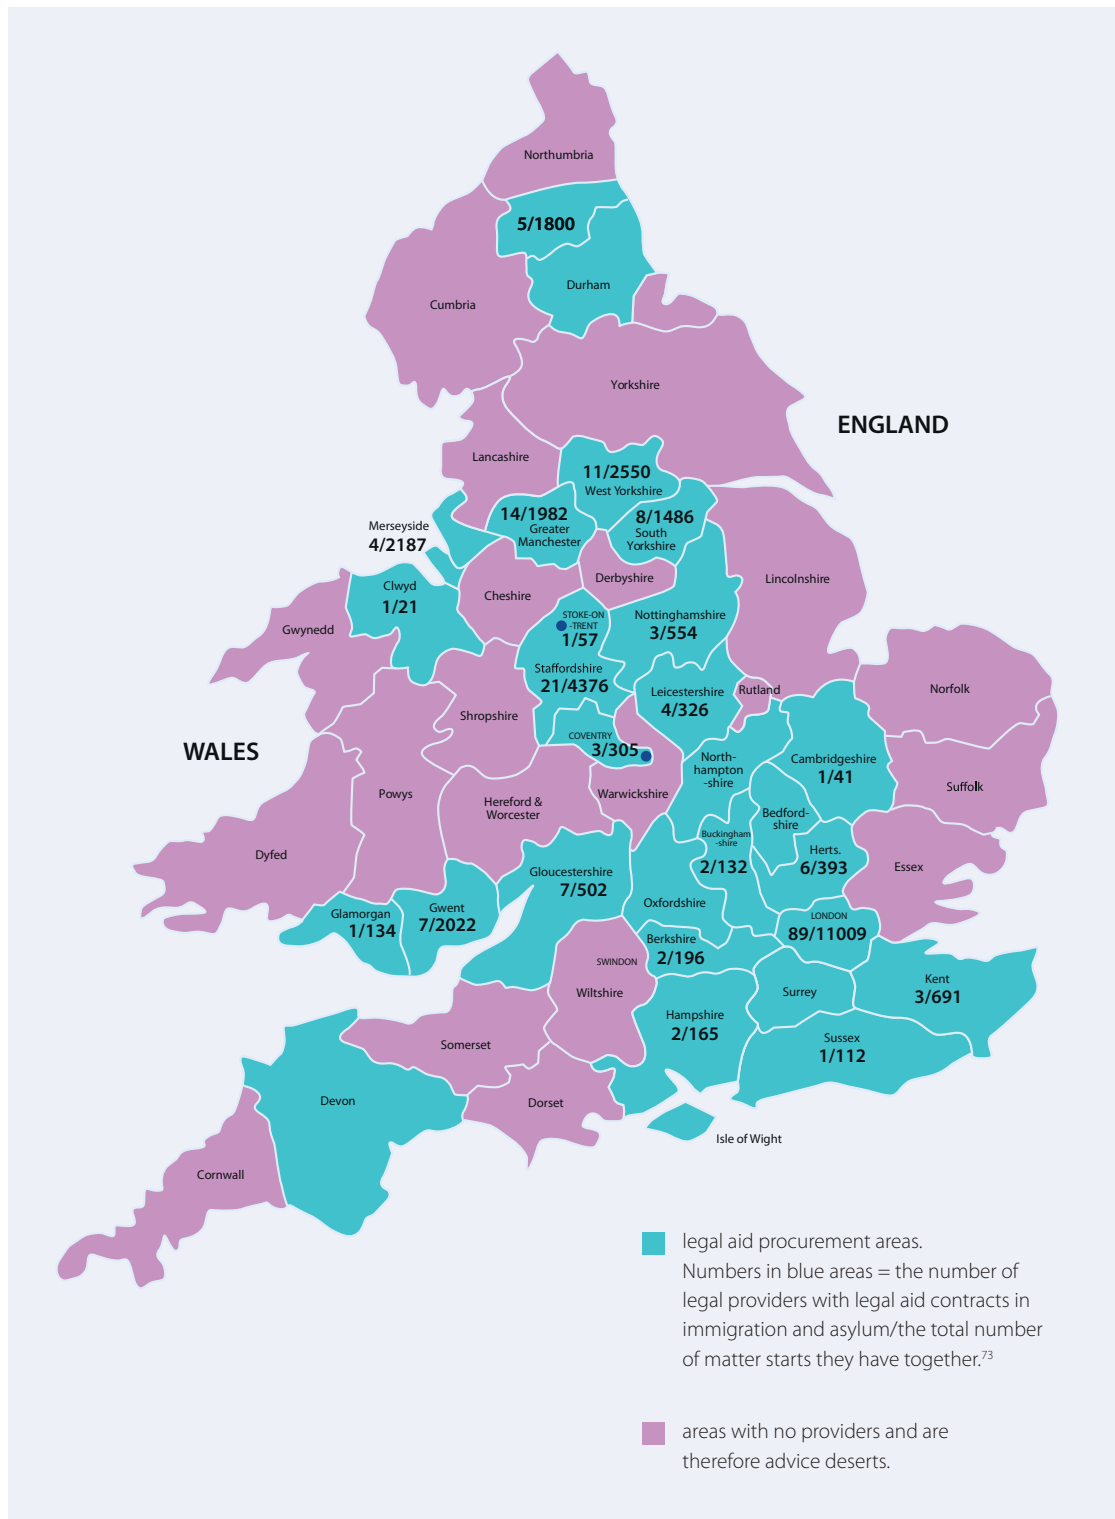 Northumbria
5/1800
Durham
Cumbria
Yorkshire
ENGLAND
Lancashire
11/2550
West Yorkshire
14/1982
Greater
Manchester
8/1486
South
Yorkshire
Merseyside
4/2187
Derbyshire
Lincolnshire
Clwyd
1/21
Cheshire
Gwynedd
STOKE-ON
-TRENT
1/57
Nottinghamshire
3/554
Staffordshire
21/4376
Leicestershire
4/326
Rutland
Norfolk
Shropshire
WALES
COVENTRY
3/305
North-
hampton
-shire
Cambridgeshire
1/41
Suffolk
Powys
Hereford &
Worcester
Warwickshire
Bedford-
shire
Buckingham
-shire
2/132
Herts.
6/393
Dyfed
Essex
Gloucestershire
7/502
Oxfordshire
Glamorgan
1/134
Gwent
7/2022
LONDON
89/11009
Berkshire
2/196
SWINDON
Wiltshire
Surrey
Kent
3/691
Hampshire
2/165
Sussex
1/112
Somerset
Devon
Dorset
Isle of Wight
Cornwall
legal aid procurement areas.
Numbers in blue areas = the number of
legal providers with legal aid contracts in
immigration and asylum/the total number
of matter starts they have together.73
areas with no providers and are
therefore advice deserts.